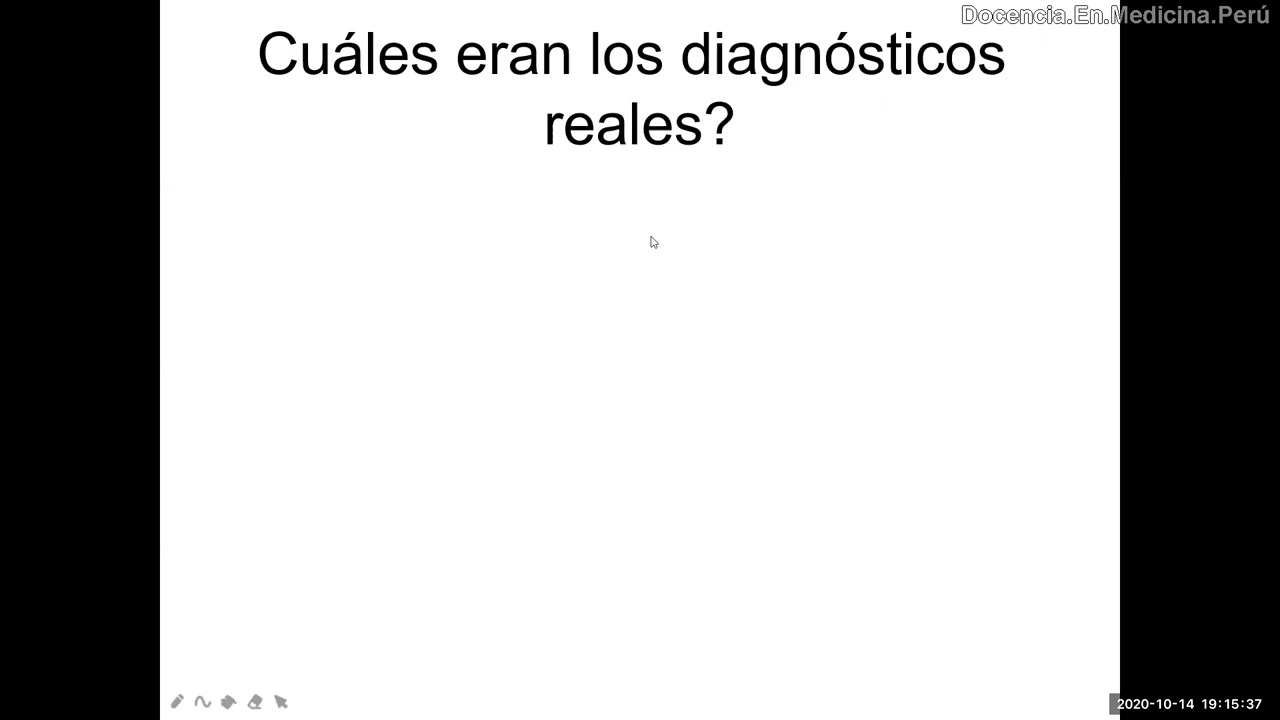 Docencia.En.Medicina.Perú
Cuáles eran los diagnósticos
reales?
2020-10-14 19:15:37